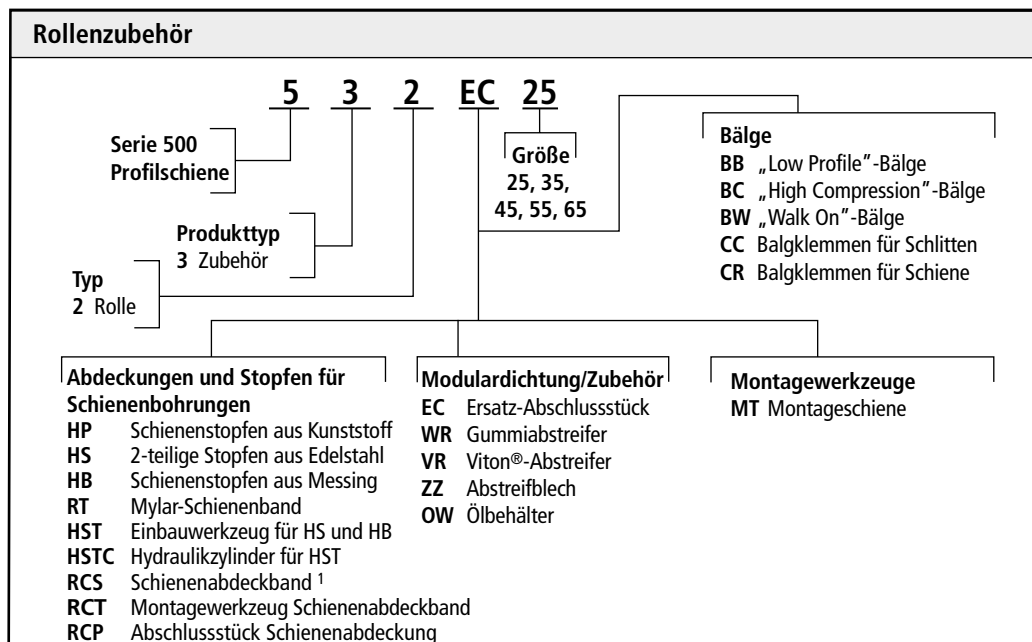 Rollenzubehör
5 3 2 EC 25
Serie 500
Profilschiene
Produkttyp
3 Zubehör
Typ
2 Rolle
Größe
25, 35,
45, 55, 65
Bälge
BB „Low Profile"-Bälge
BC „High Compression"-Bälge
BW „Walk On"-Bälge
CC Balgklemmen für Schlitten
CR Balgklemmen für Schiene
Abdeckungen und Stopfen für
Schienenbohrungen
HP Schienenstopfen aus Kunststoff
HS 2-teilige Stopfen aus Edelstahl
HB Schienenstopfen aus Messing
RT Mylar-Schienenband
HST Einbauwerkzeug für HS und HB
HSTC Hydraulikzylinder für HST
RCS Schienenabdeckband ¹
RCT Montagewerkzeug Schienenabdeckband
RCP Abschlussstück Schienenabdeckung
Modulardichtung/Zubehör
EC Ersatz-Abschlussstück
WR Gummiabstreifer
VR Viton®-Abstreifer
ZZ Abstreifblech
OW Ölbehälter
Montagewerkzeuge
MT Montageschiene